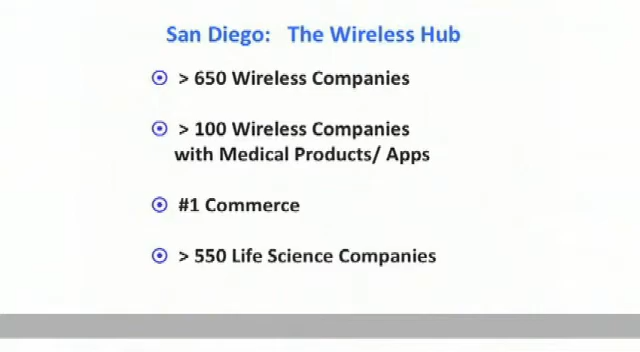 San Diego: The Wireless Hub
> 650 Wireless Companies
> 100 Wireless Companies
with Medical Products/ Apps
#1 Commerce
> 550 Life Science Companies